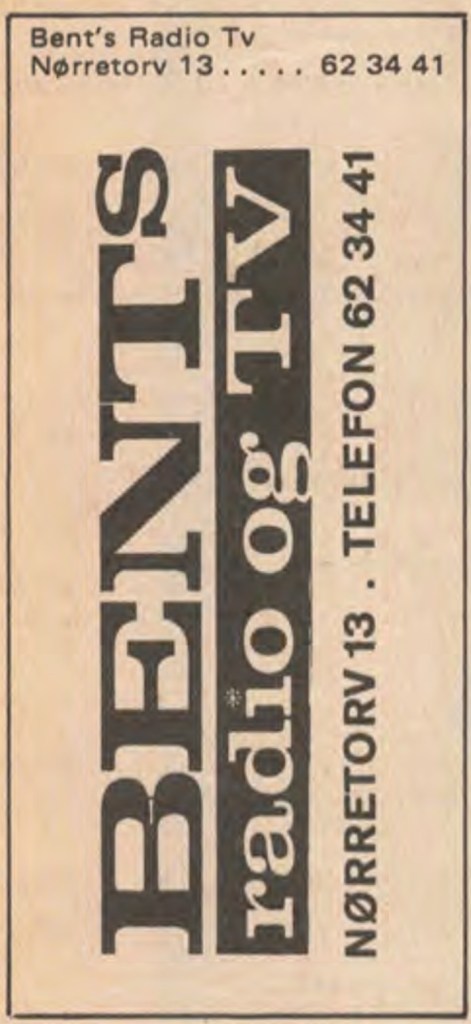 Bent's Radio Tv
Nørretorv 13..... 62 34 41
BENTS
radio og TV
NØRRETORV 13 . TELEFON 62 34 41